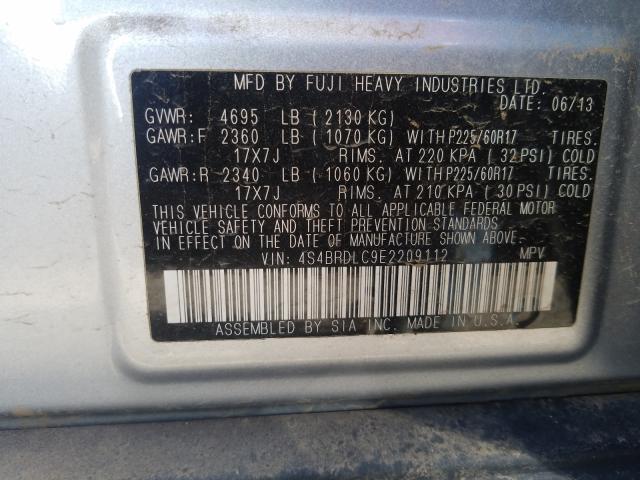 MFD BY FUJI HEAVY INDUSTRIES LTD.
DATE: 06/13
GVWR: 4695 LB ( 2130 KG)
GAWR:F 2360 LB ( 1070 KG) WITH P225/60R17 TIRES.
17X7J RIMS. AT 220 KPA ( 32 PSI) COLD
GAWR:R 2340 LB ( 1060 KG) WITH P225/60R17 TIRES.
17X7J RIMS. AT 210 KPA ( 30 PSI) COLD
THIS VEHICLE CONFORMS TO ALL APPLICABLE FEDERAL MOTOR
VEHICLE SAFETY AND THEFT PREVENTION STANDARDS
IN EFFECT ON THE DATE OF MANUFACTURE SHOWN ABOVE.
VIN: 4S4BRDLC9E2209112 MPV
ASSEMBLED BY SIA INC. MADE IN U.S.A.